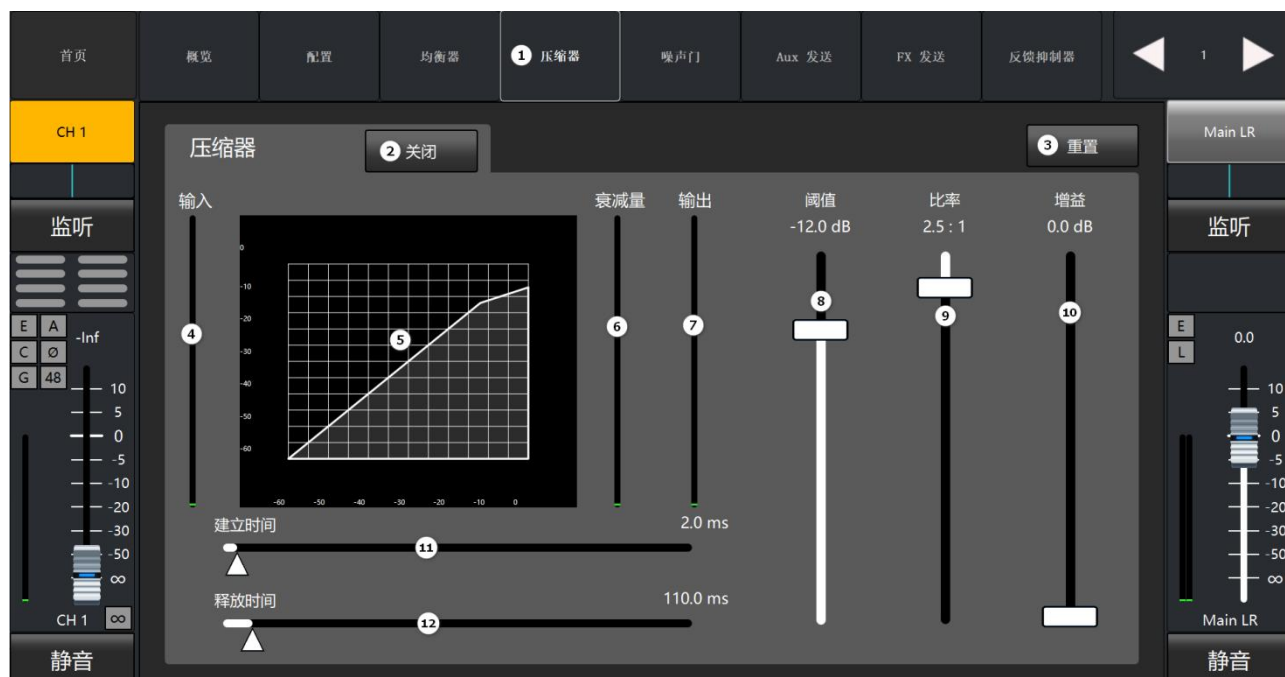 首页 概览 配置 均衡器 1 压缩器 噪声门 Aux 发送 FX 发送 反馈抑制器 1
CH 1
监听
E A
-Inf
C Ø
G 48
10
5
0
-5
-10
-20
-30
-50
∞
CH 1 ∞
静音
压缩器 2 关闭 3 重置
输入 衰减量 输出 阈值 比率 增益
-12.0 dB 2.5 : 1 0.0 dB
4 5 6 7 8 9 10
0
-10
-20
-30
-40
-50
-60
-60 -50 -40 -30 -20 -10 0
建立时间 2.0 ms
11
释放时间 110.0 ms
12
Main LR
监听
E
0.0
L
10
5
0
-5
-10
-20
-30
-50
∞
Main LR
静音